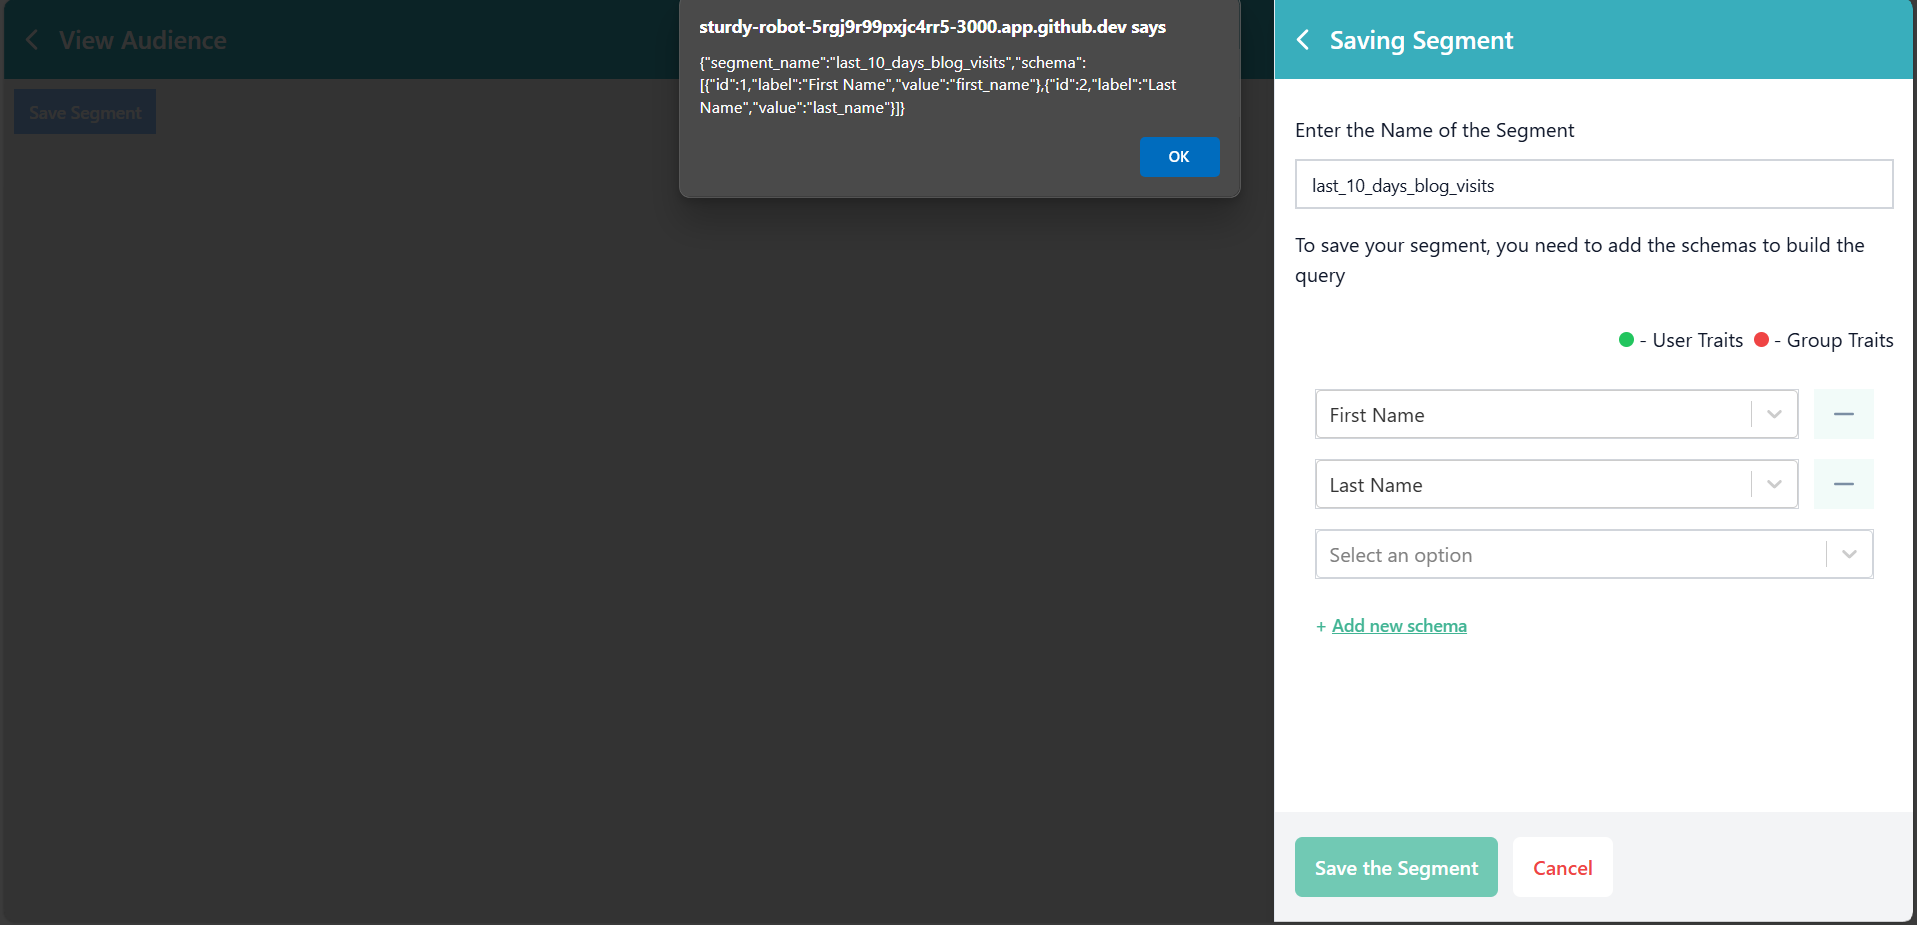 View Audience
Save Segment
sturdy-robot-5rgj9r99pxjc4rr5-3000.app.github.dev says
{"segment_name":"last_10_days_blog_visits","schema":
[{"id":1,"label":"First Name","value":"first_name"},{"id":2,"label":"Last
Name","value":"last_name"}]}
OK
Saving Segment
Enter the Name of the Segment
last_10_days_blog_visits
To save your segment, you need to add the schemas to build the
query
- User Traits - Group Traits
First Name
Last Name
Select an option
+ Add new schema
Save the Segment Cancel